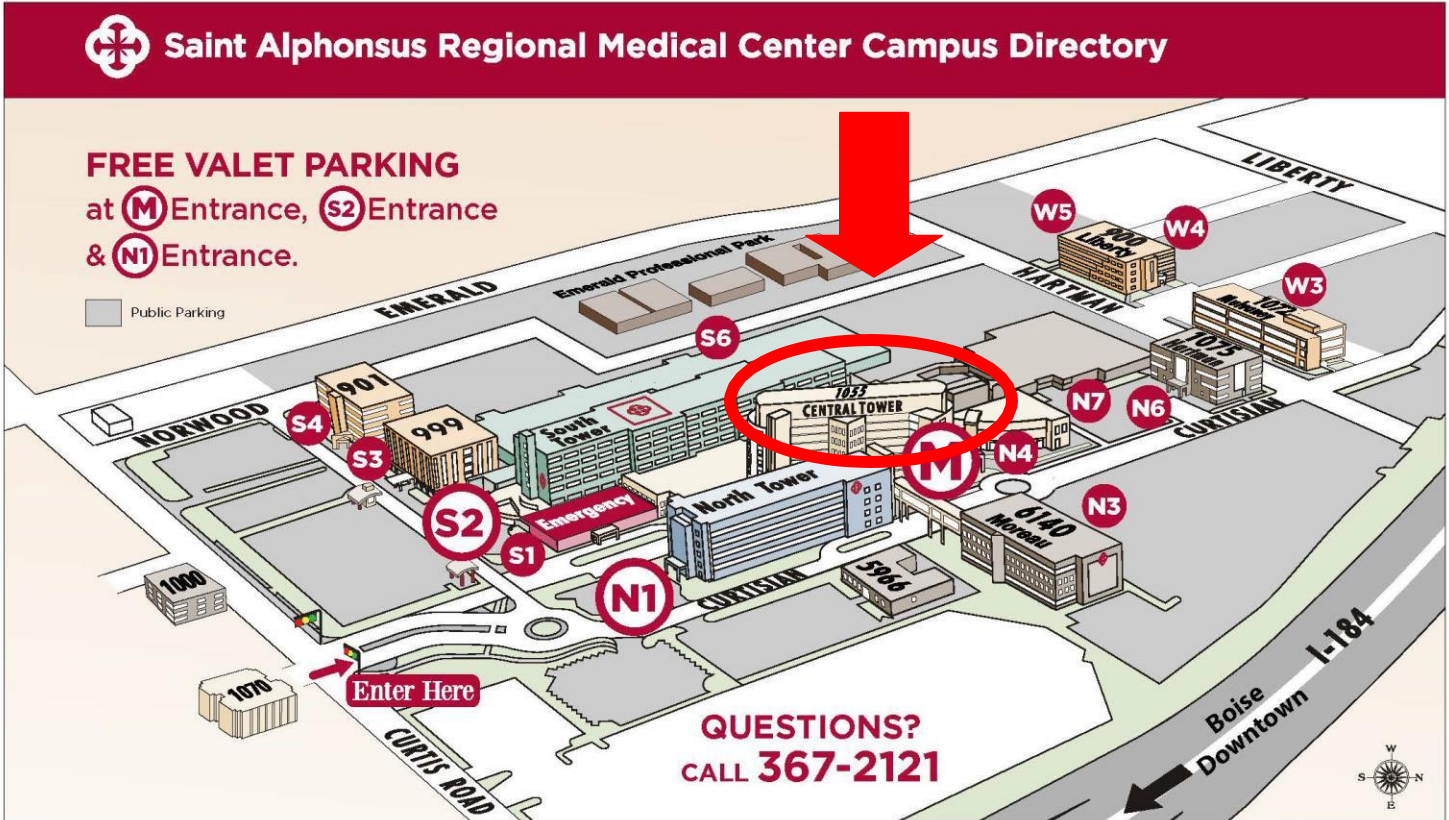 Saint Alphonsus Regional Medical Center Campus Directory
FREE VALET PARKING
at M Entrance, S2 Entrance
& N1 Entrance.
Public Parking
LIBERTY
W5
W4
900
Liberty
EMERALD
Emerald Professional Park
HARTMAN
W3
1072
S6
1075
Hartman
901
NORWOOD
S4
999
South
Tower
1055
CENTRAL TOWER
N7
N6
CURTISIAN
S3
M
N4
S2
Emergency
North Tower
6140
Moreau
N3
S1
1000
N1
CURTISIAN
5966
1070
Enter Here
CURTIS ROAD
QUESTIONS?
CALL 367-2121
I-184
Boise
Downtown
W
S
N
E